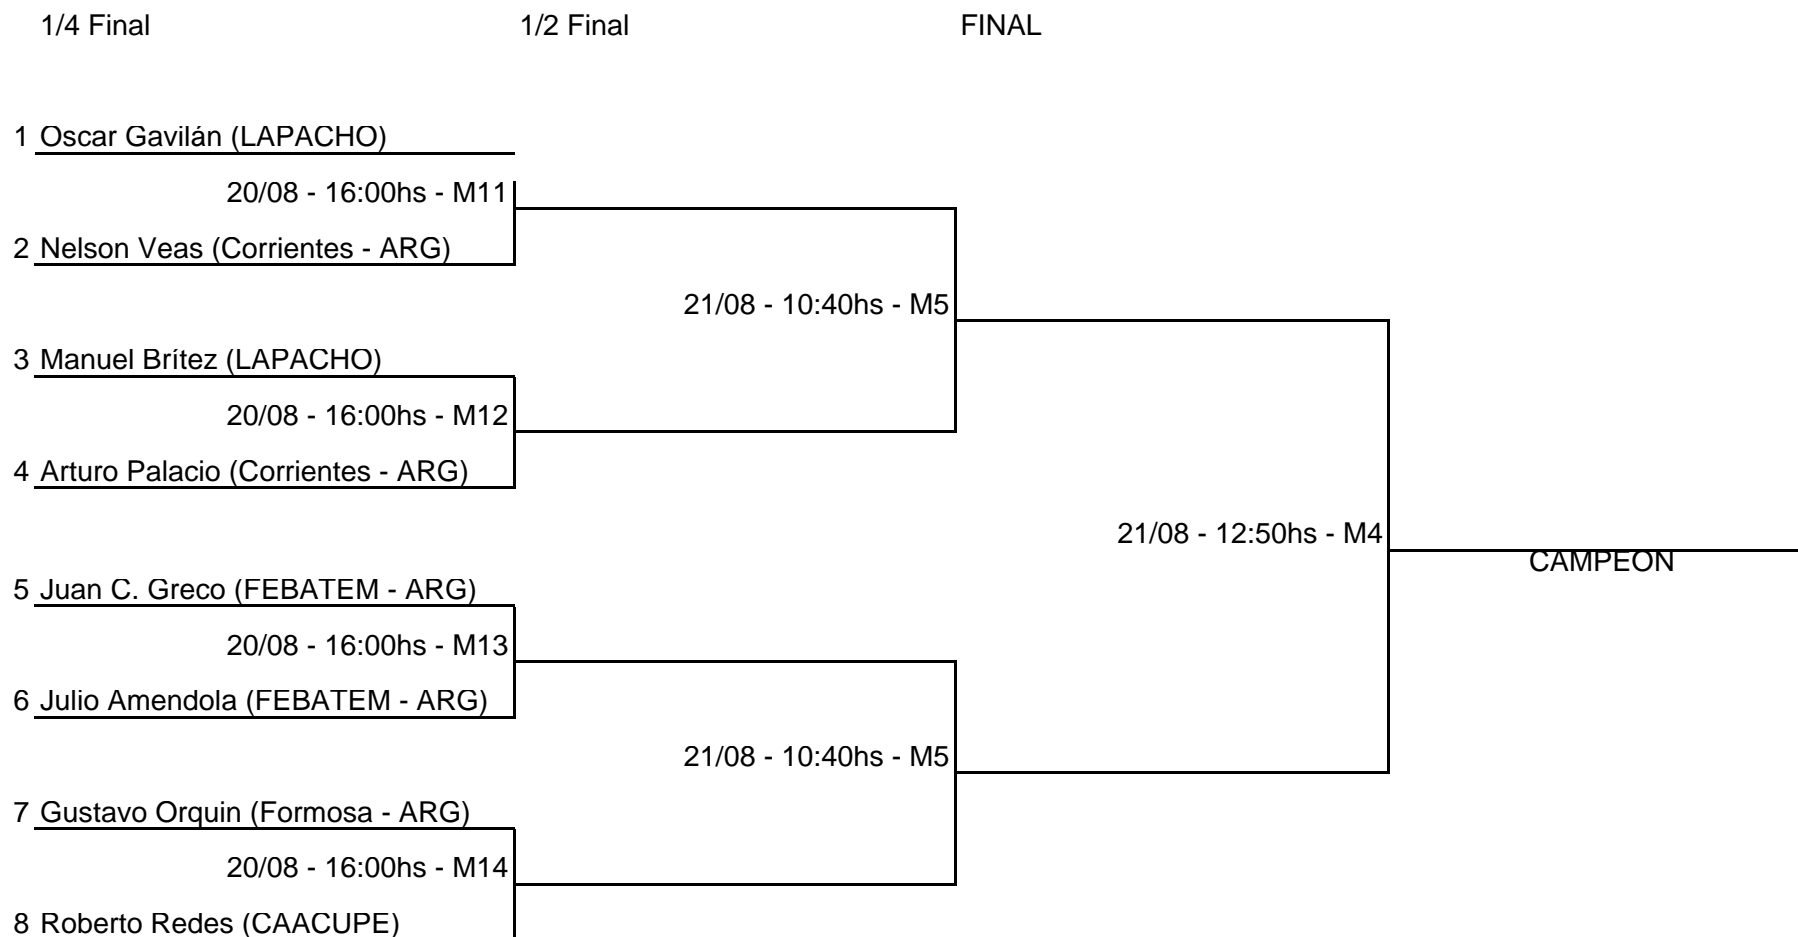 1/4 Final 1/2 Final FINAL
1 Oscar Gavilán (LAPACHO)
20/08 - 16:00hs - M11
2 Nelson Veas (Corrientes - ARG)
21/08 - 10:40hs - M5
3 Manuel Brítez (LAPACHO)
20/08 - 16:00hs - M12
4 Arturo Palacio (Corrientes - ARG)
21/08 - 12:50hs - M4
CAMPEON
5 Juan C. Greco (FEBATEM - ARG)
20/08 - 16:00hs - M13
6 Julio Amendola (FEBATEM - ARG)
21/08 - 10:40hs - M5
7 Gustavo Orquin (Formosa - ARG)
20/08 - 16:00hs - M14
8 Roberto Redes (CAACUPE)